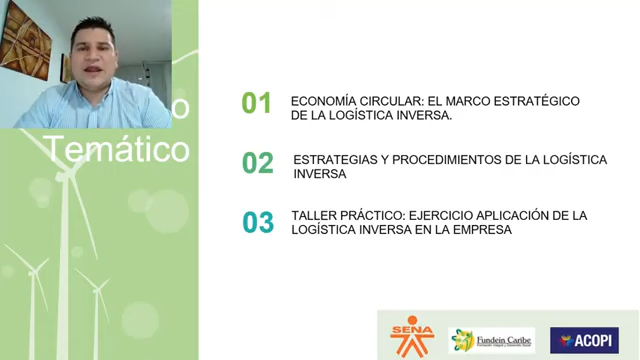 Temático
01
ECONOMÍA CIRCULAR: EL MARCO ESTRATÉGICO
DE LA LOGÍSTICA INVERSA.
02
ESTRATEGIAS Y PROCEDIMIENTOS DE LA LOGÍSTICA
INVERSA
03
TALLER PRÁCTICO: EJERCICIO APLICACIÓN DE LA
LOGÍSTICA INVERSA EN LA EMPRESA
SENA
Fundein Caribe
ACOPI